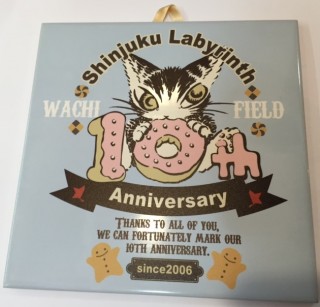 Shinjuku Labyrinth
WACHI FIELD
10th
Anniversary
THANKS TO ALL OF YOU,
WE CAN FORTUNATELY MARK OUR
10TH ANNIVERSARY.
since2006